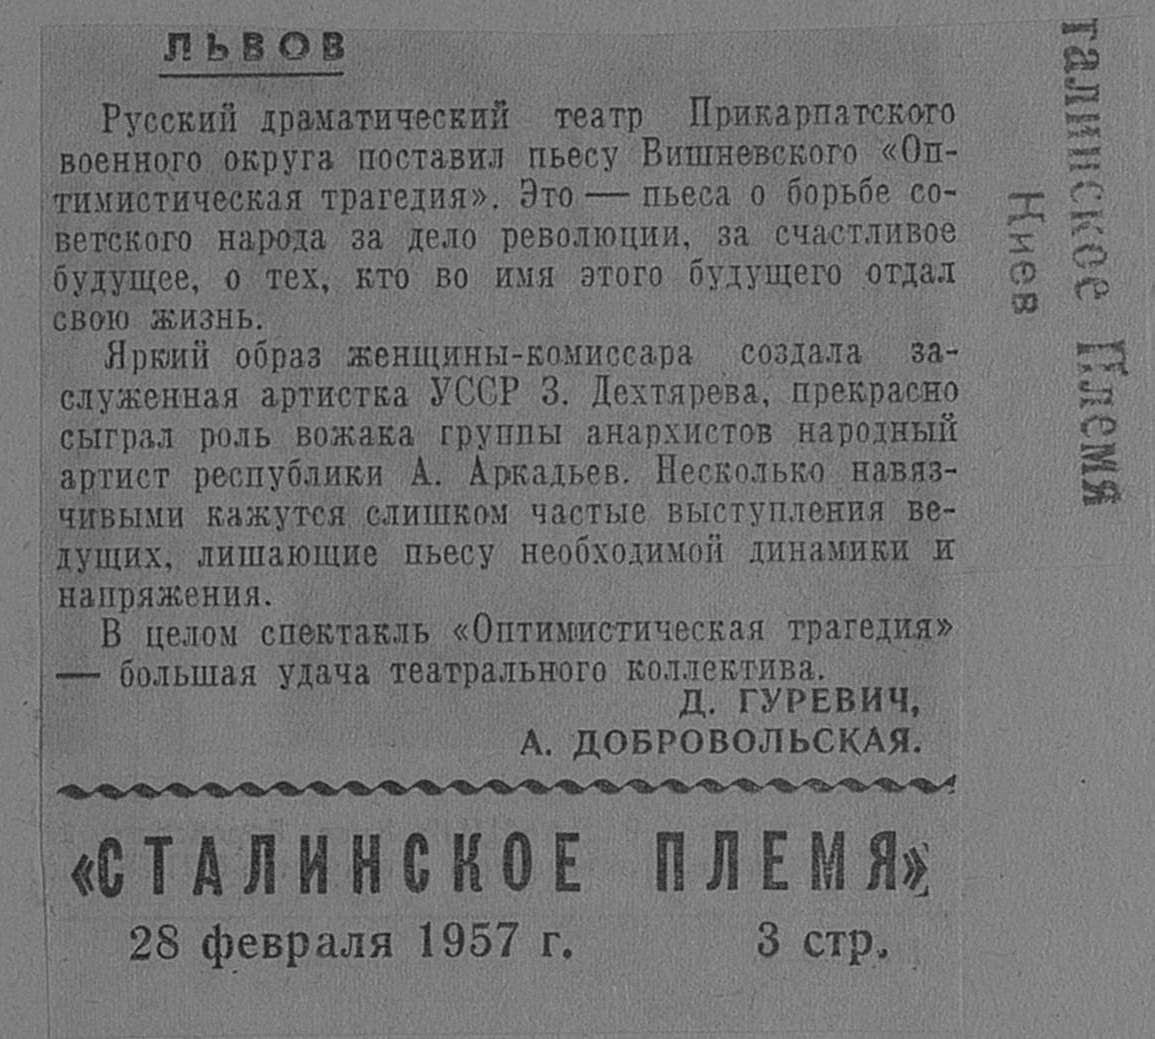 ЛЬВОВ
Русский драматический театр Прикарпатского
военного округа поставил пьесу Вишневского «Оп-
тимистическая трагедия». Это — пьеса о борьбе со-
ветского народа за дело революции, за счастливое
будущее, о тех, кто во имя этого будущего отдал
свою жизнь.
Яркий образ женщины-комиссара создала за-
служенная артистка УССР З. Дехтярева, прекрасно
сыграл роль вожака группы анархистов народный
артист республики А. Аркадьев. Несколько навяз-
чивыми кажутся слишком частые выступления ве-
дущих, лишающие пьесу необходимой динамики и
напряжения.
В целом спектакль «Оптимистическая трагедия»
— большая удача театрального коллектива.
Д. ГУРЕВИЧ,
А. ДОБРОВОЛЬСКАЯ.
«СТАЛИНСКОЕ ПЛЕМЯ»
28 февраля 1957 г. 3 стр.
талинское Племя
Киев